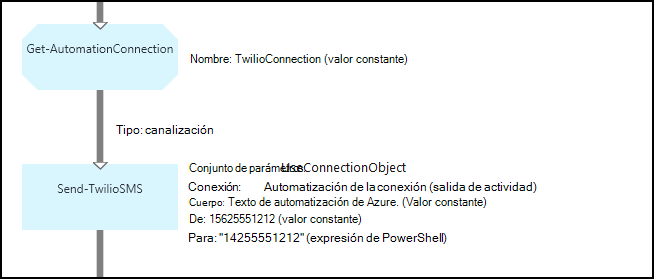 Get-AutomationConnection
Nombre: TwilioConnection (valor constante)
Tipo: canalización
Send-TwilioSMS
Conjunto de parámetros: UseConnectionObject
Conexión: Automatización de la conexión (salida de actividad)
Cuerpo: Texto de automatización de Azure. (Valor constante)
De: 15625551212 (valor constante)
Para: "14255551212" (expresión de PowerShell)